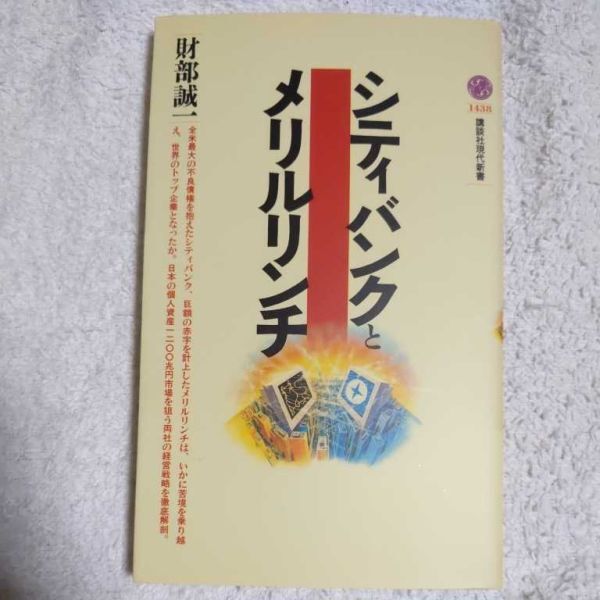 1438
講談社現代新書
シティバンクと
メリルリンチ
財部誠一
全米最大の不良債権を抱えたシティバンク、巨額の赤字を計上したメリルリンチは、いかに苦境を乗り越
え、世界のトップ企業となったか。日本の個人資産一二〇〇兆円市場を狙う両社の経営戦略を徹底解剖。